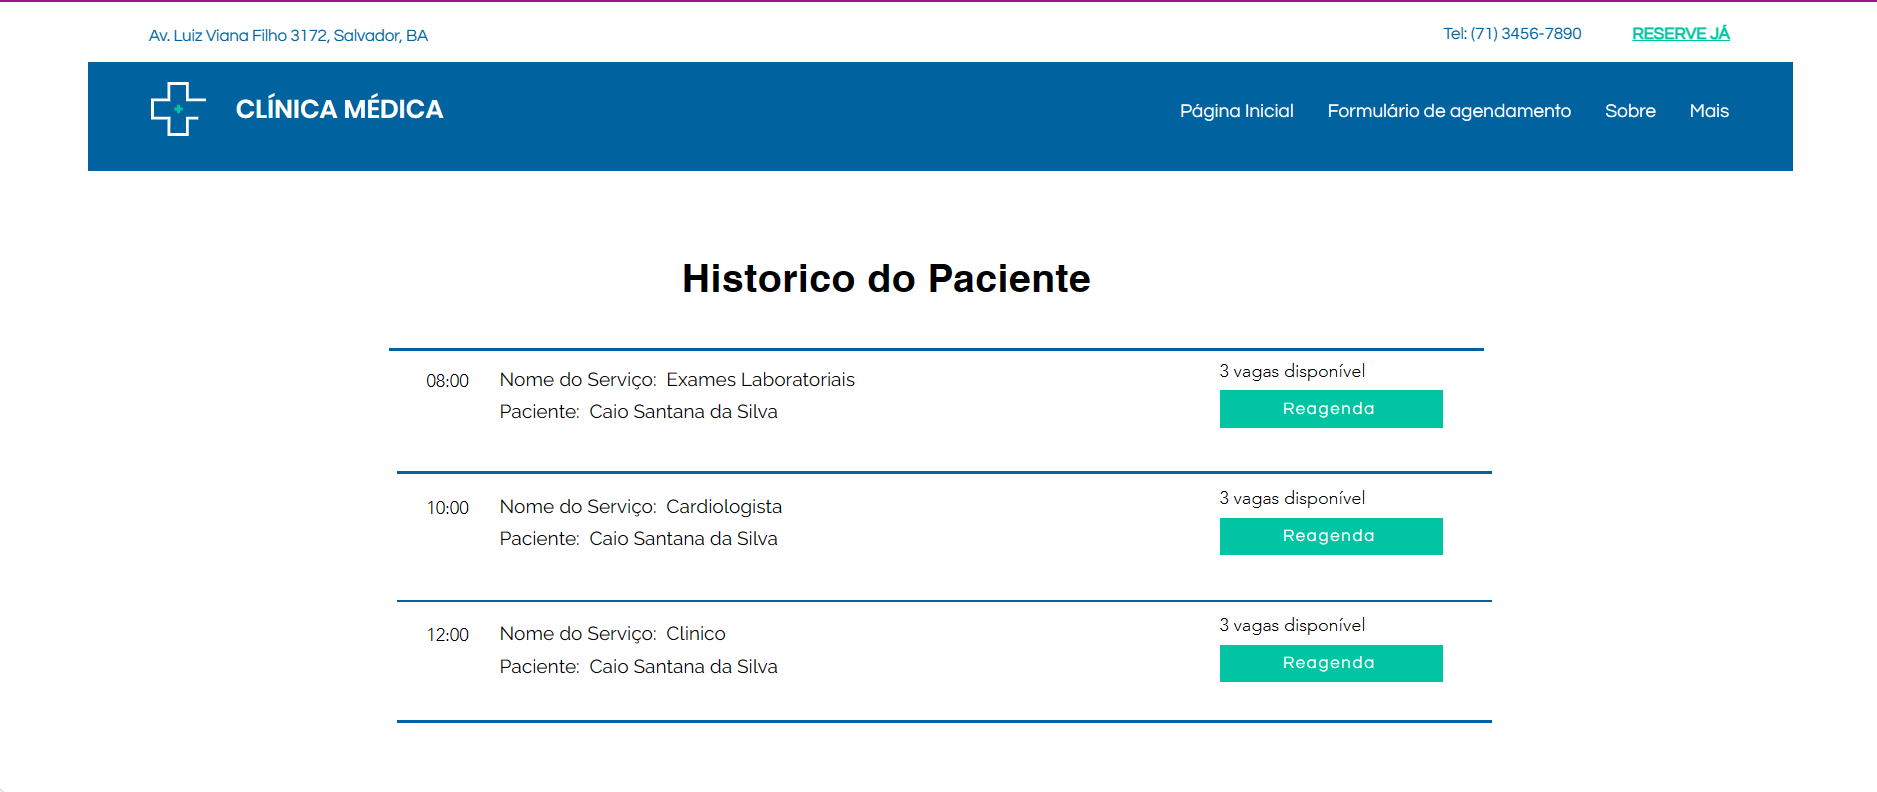 Av. Luiz Viana Filho 3172, Salvador, BA
Tel: (71) 3456-7890
RESERVE JÁ
CLÍNICA MÉDICA
Página Inicial
Formulário de agendamento
Sobre
Mais
Historico do Paciente
08:00
Nome do Serviço: Exames Laboratoriais
Paciente: Caio Santana da Silva
3 vagas disponível
Reagenda
10:00
Nome do Serviço: Cardiologista
Paciente: Caio Santana da Silva
3 vagas disponível
Reagenda
12:00
Nome do Serviço: Clinico
Paciente: Caio Santana da Silva
3 vagas disponível
Reagenda